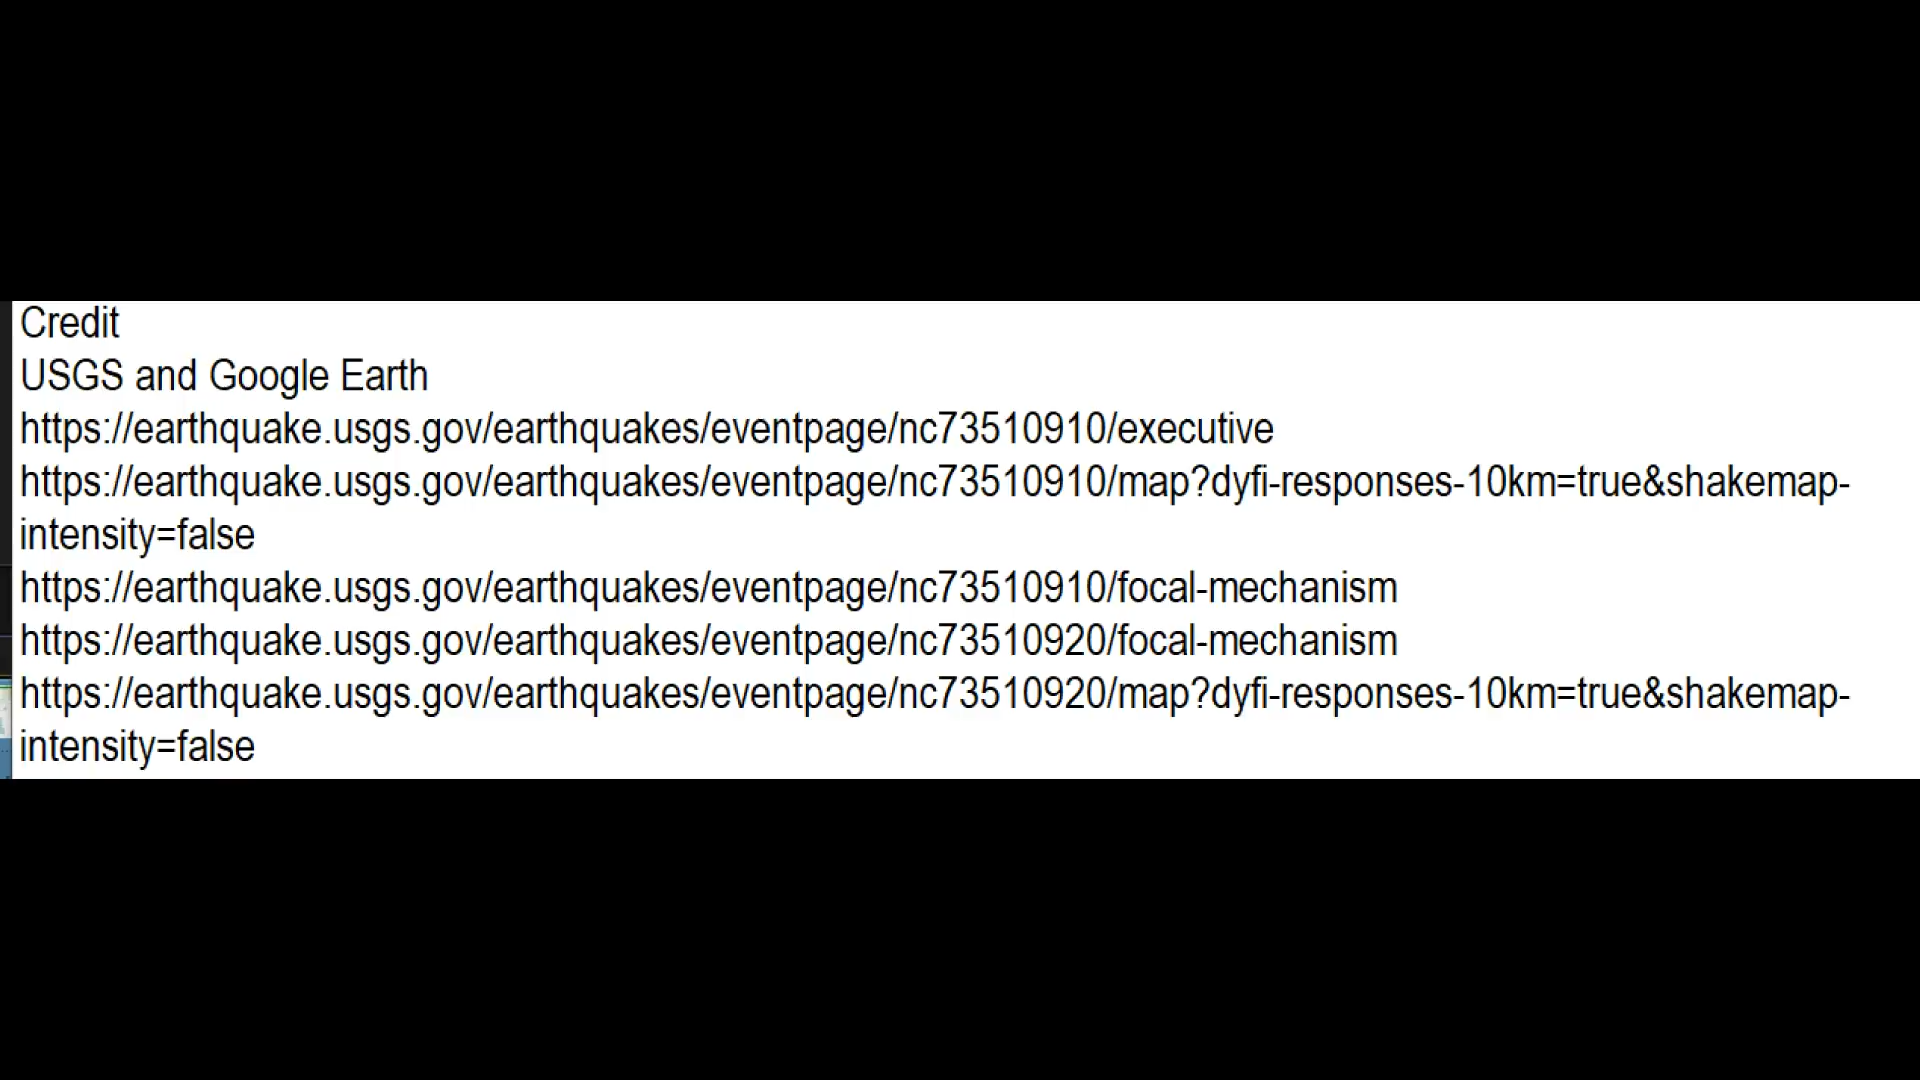 Credit
USGS and Google Earth
https://earthquake.usgs.gov/earthquakes/eventpage/nc73510910/executive
https://earthquake.usgs.gov/earthquakes/eventpage/nc73510910/map?dyfi-responses-10km=true&shakemap-
intensity=false
https://earthquake.usgs.gov/earthquakes/eventpage/nc73510910/focal-mechanism
https://earthquake.usgs.gov/earthquakes/eventpage/nc73510920/focal-mechanism
https://earthquake.usgs.gov/earthquakes/eventpage/nc73510920/map?dyfi-responses-10km=true&shakemap-
intensity=false